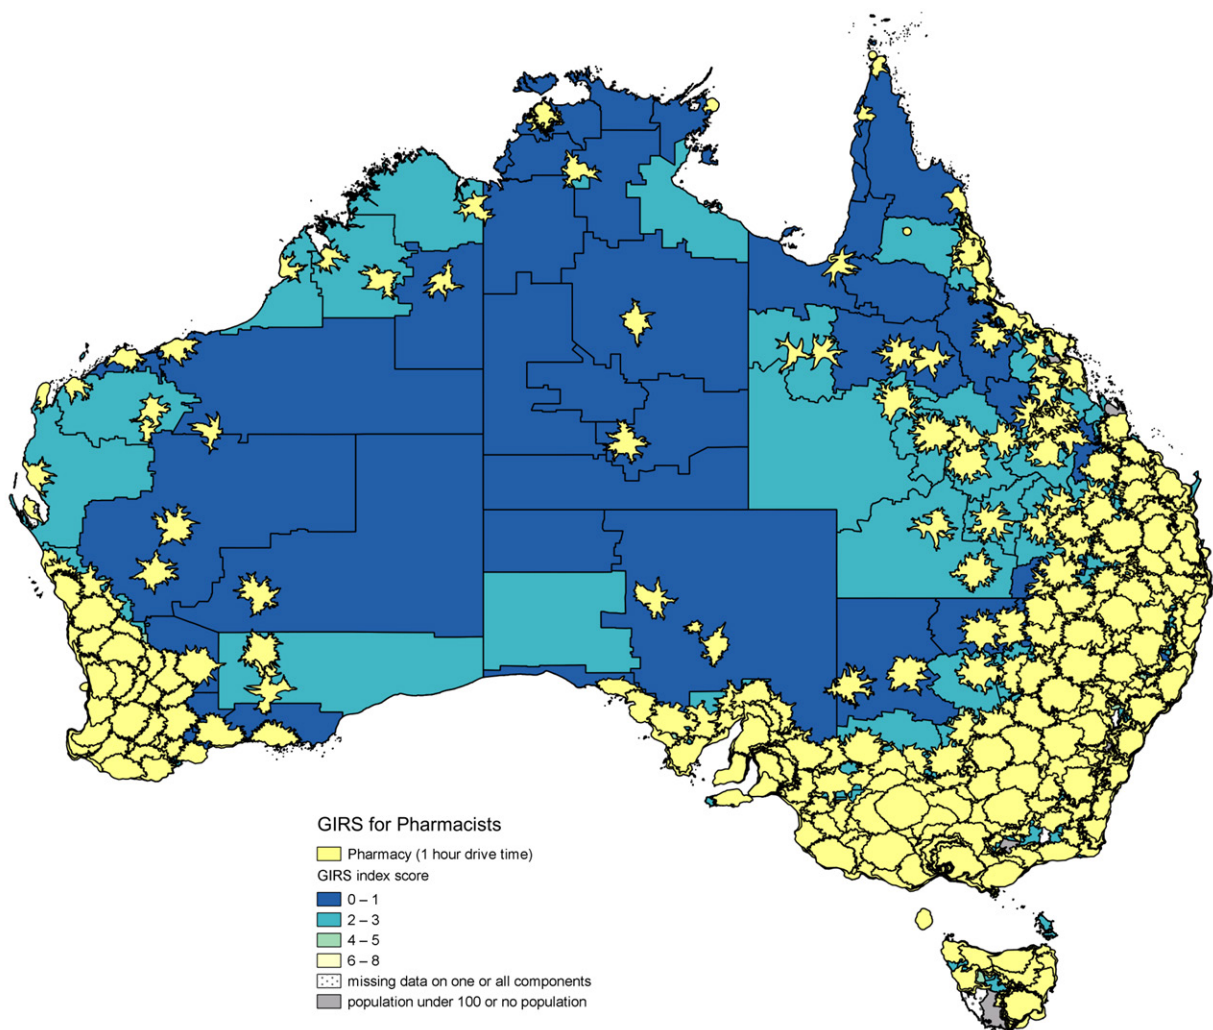 GIRS for Pharmacists
Pharmacy (1 hour drive time)
GIRS index score
0 – 1
2 – 3
4 – 5
6 – 8
missing data on one or all components
population under 100 or no population